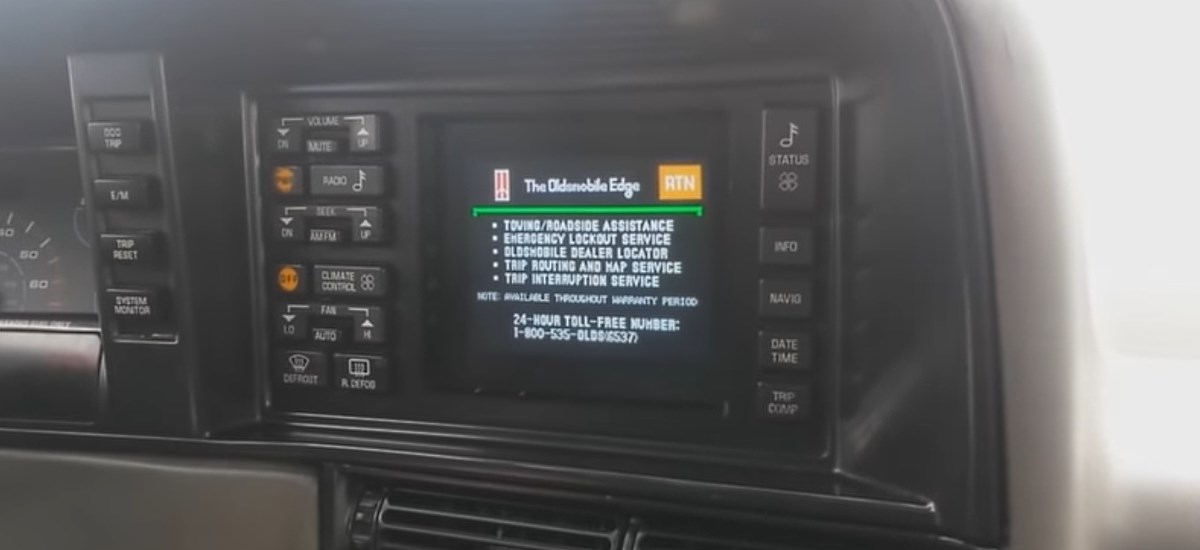 ODO
TRIP
E/M
TRIP
RESET
SYSTEM
MONITOR
50
60
VOLUME
DN
MUTE
UP
RADIO
SEEK
DN
AM FM
UP
OFF
CLIMATE
CONTROL
FAN
LO
AUTO
HI
DEFROST
R. DEFOG
The Oldsmobile Edge
RTN
• TOWING/ROADSIDE ASSISTANCE
• EMERGENCY LOCKOUT SERVICE
• OLDSMOBILE DEALER LOCATOR
• TRIP ROUTING AND MAP SERVICE
• TRIP INTERRUPTION SERVICE
NOTE: AVAILABLE THROUGHOUT WARRANTY PERIOD
24-HOUR TOLL-FREE NUMBER:
1-800-535-OLDS(6537)
STATUS
INFO
NAVIG
DATE
TIME
TRIP
COMP